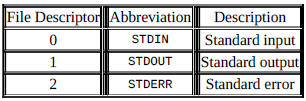 File Descriptor Abbreviation Description
0 STDIN Standard input
1 STDOUT Standard output
2 STDERR Standard error